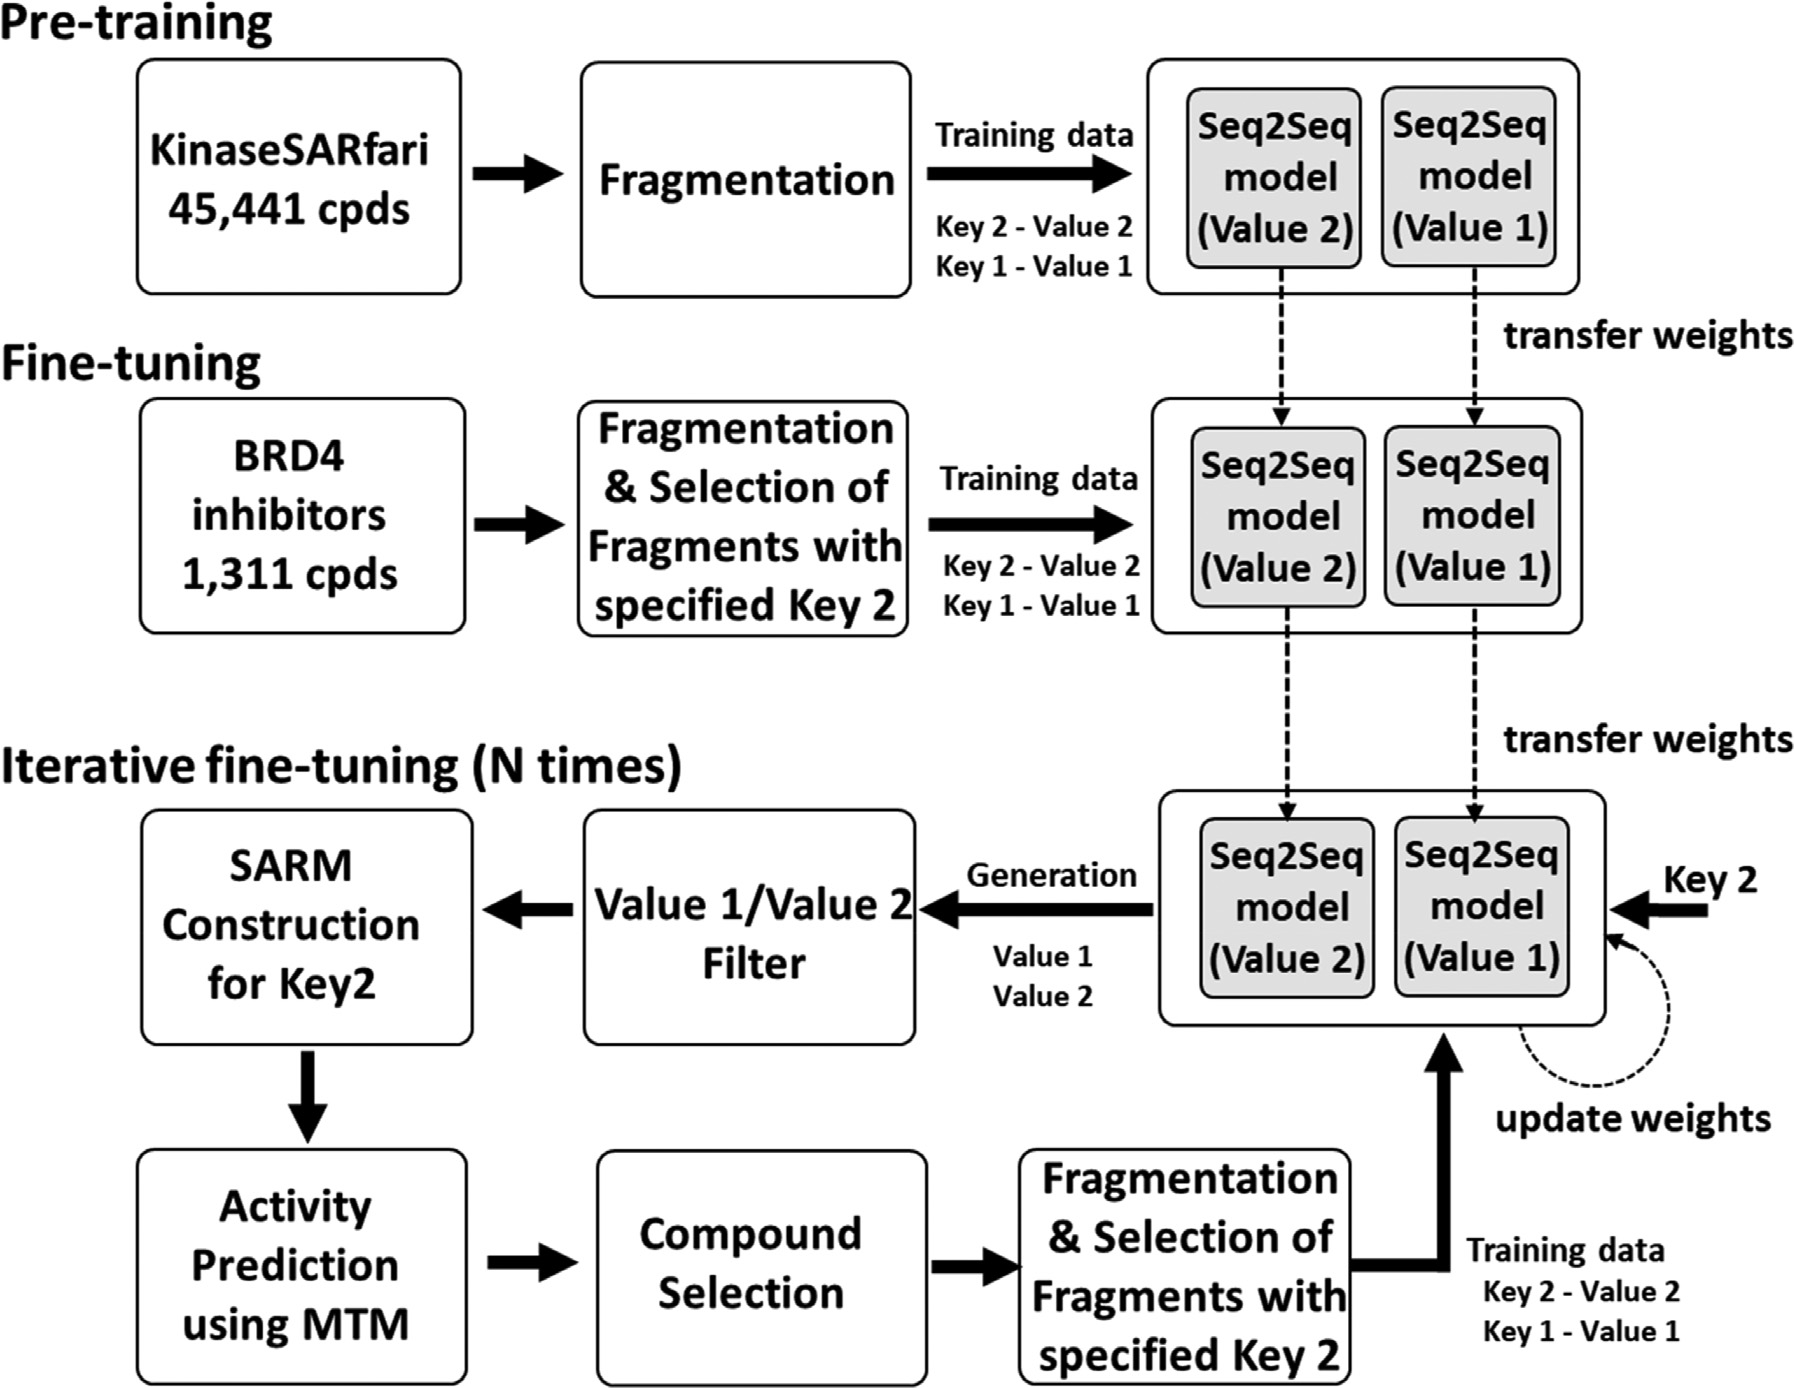 Pre-training
KinaseSARfari
45,441 cpds
Fragmentation
Training data
Key 2 - Value 2
Key 1 - Value 1
Seq2Seq
model
(Value 2)
Seq2Seq
model
(Value 1)
transfer weights
Fine-tuning
BRD4
inhibitors
1,311 cpds
Fragmentation
& Selection of
Fragments with
specified Key 2
Training data
Key 2 - Value 2
Key 1 - Value 1
Seq2Seq
model
(Value 2)
Seq2Seq
model
(Value 1)
transfer weights
Iterative fine-tuning (N times)
Key 2
Seq2Seq
model
(Value 2)
Seq2Seq
model
(Value 1)
update weights
Generation
Value 1
Value 2
Value 1/Value 2
Filter
SARM
Construction
for Key2
Activity
Prediction
using MTM
Compound
Selection
Fragmentation
& Selection of
Fragments with
specified Key 2
Training data
Key 2 - Value 2
Key 1 - Value 1